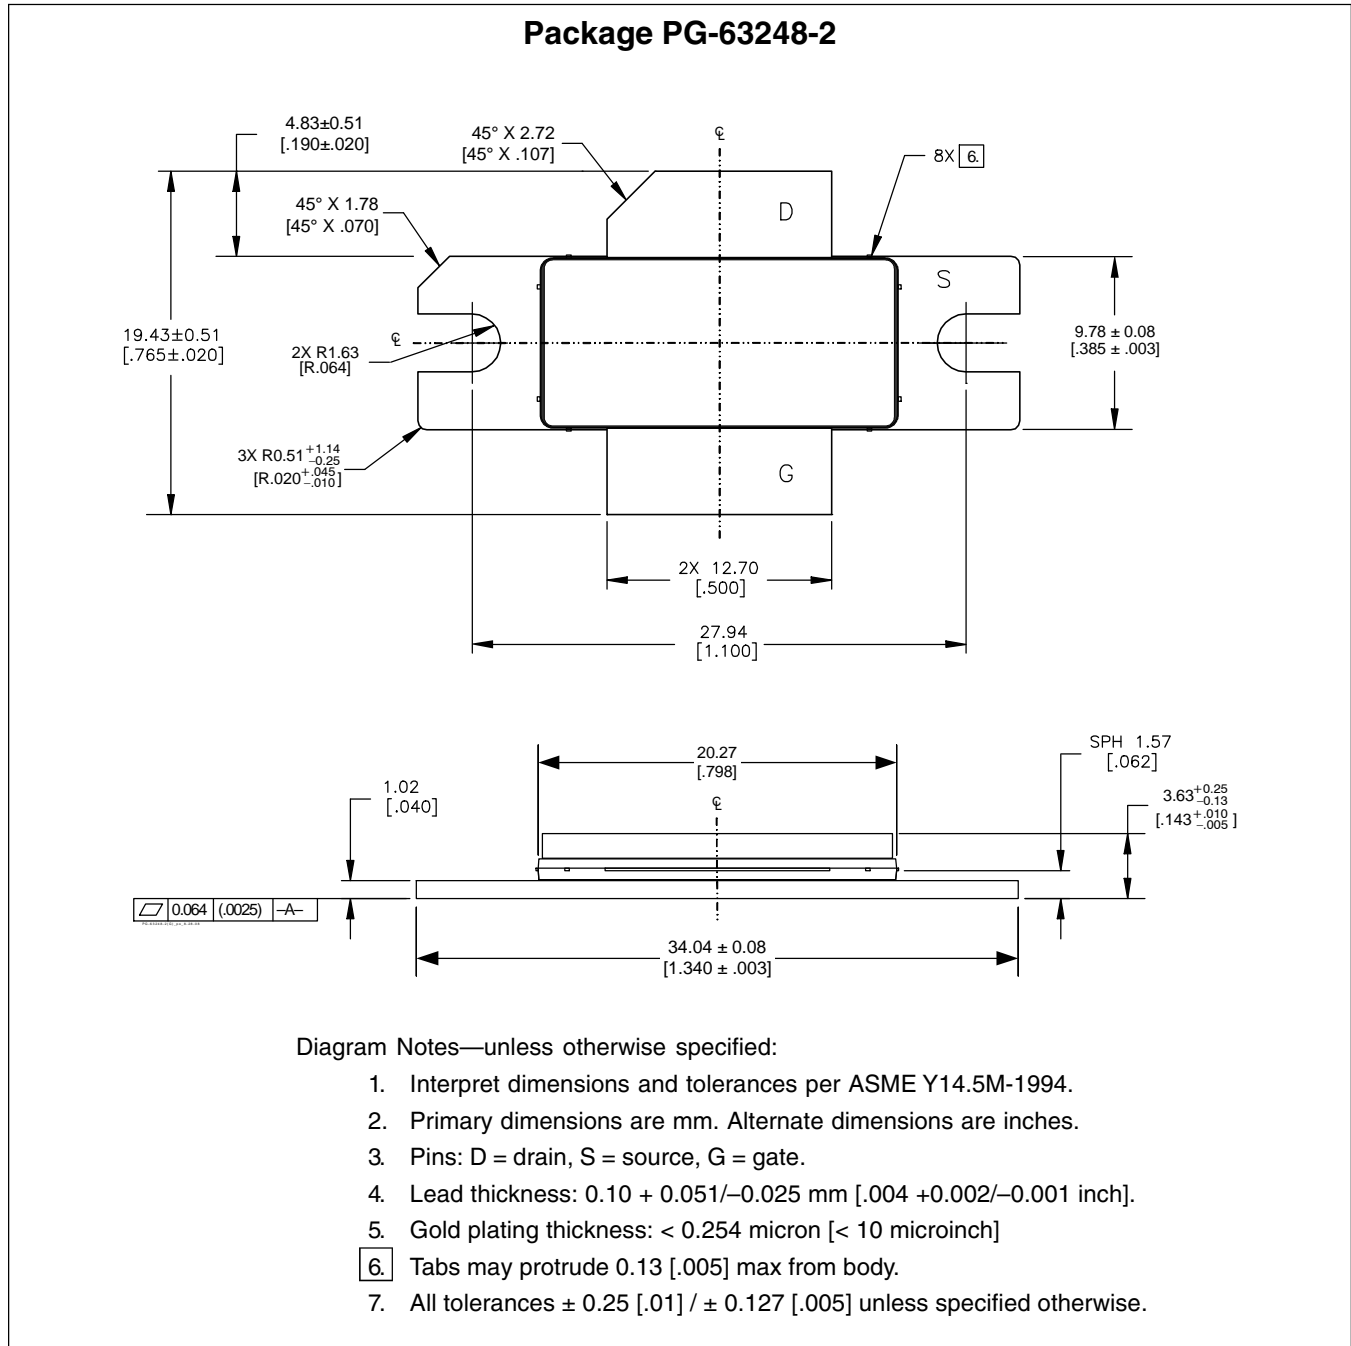 Package PG-63248-2
4.83±0.51
[.190±.020]
45° X 2.72
[45° X .107]
℄
8X 6.
45° X 1.78
[45° X .070]
D
S
19.43±0.51
[.765±.020]
℄
2X R1.63
[R.064]
9.78 ± 0.08
[.385 ± .003]
3X R0.51 +1.14 –0.25
[R.020 +.045 –.010]
G
2X 12.70
[.500]
27.94
[1.100]
20.27
[.798]
SPH 1.57
[.062]
1.02
[.040]
℄
3.63 +0.25 –0.13
[.143 +.010 –.005]
0.064 (.0025) –A–
34.04 ± 0.08
[1.340 ± .003]
Diagram Notes—unless otherwise specified:
1. Interpret dimensions and tolerances per ASME Y14.5M-1994.
2. Primary dimensions are mm. Alternate dimensions are inches.
3. Pins: D = drain, S = source, G = gate.
4. Lead thickness: 0.10 + 0.051/–0.025 mm [.004 +0.002/–0.001 inch].
5. Gold plating thickness: < 0.254 micron [< 10 microinch]
6. Tabs may protrude 0.13 [.005] max from body.
7. All tolerances ± 0.25 [.01] / ± 0.127 [.005] unless specified otherwise.